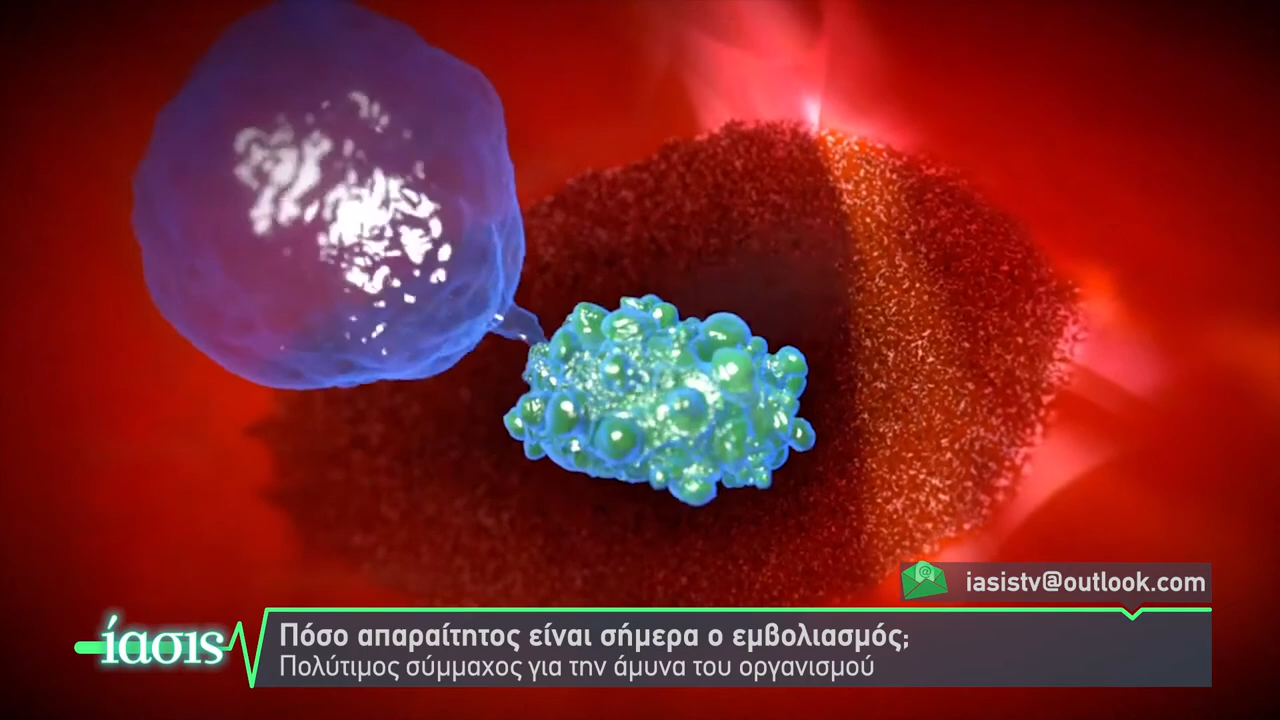 iasistv@outlook.com
ίασις
Πόσο απαραίτητος είναι σήμερα ο εμβολιασμός;
Πολύτιμος σύμμαχος για την άμυνα του οργανισμού